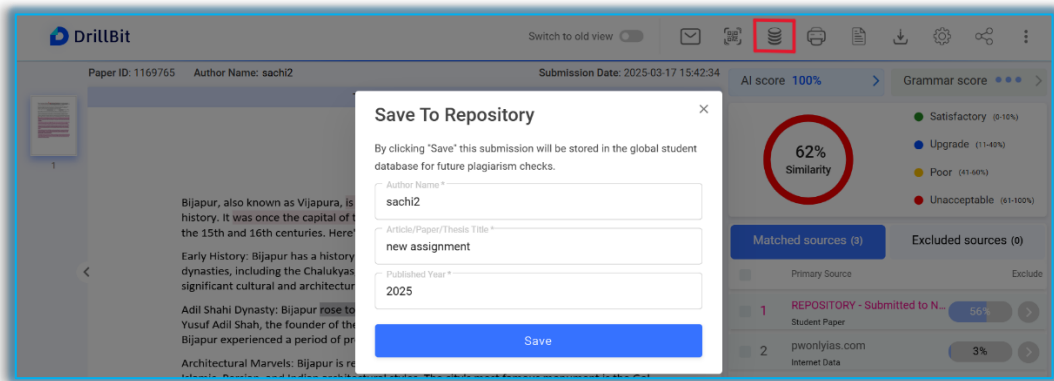 DrillBit
Switch to old view
Paper ID: 1169765 Author Name: sachi2 Submission Date: 2025-03-17 15:42:34
1
Bijapur, also known as Vijapura, is
history. It was once the capital of t
the 15th and 16th centuries. Here'
Early History: Bijapur has a history
dynasties, including the Chalukyas
significant cultural and architectur
Adil Shahi Dynasty: Bijapur rose to
Yusuf Adil Shah, the founder of the
Bijapur experienced a period of pr
Architectural Marvels: Bijapur is re
Save To Repository
By clicking "Save" this submission will be stored in the global student
database for future plagiarism checks.
Author Name *
sachi2
Article/Paper/Thesis Title *
new assignment
Published Year *
2025
Save
AI score 100% Grammar score
62%
Similarity
Satisfactory (0-10%)
Upgrade (11-40%)
Poor (41-60%)
Unacceptable (61-100%)
Matched sources (3) Excluded sources (0)
Primary Source Exclude
1 REPOSITORY - Submitted to N... 56%
Student Paper
2 pwonlyias.com 3%
Internet Data